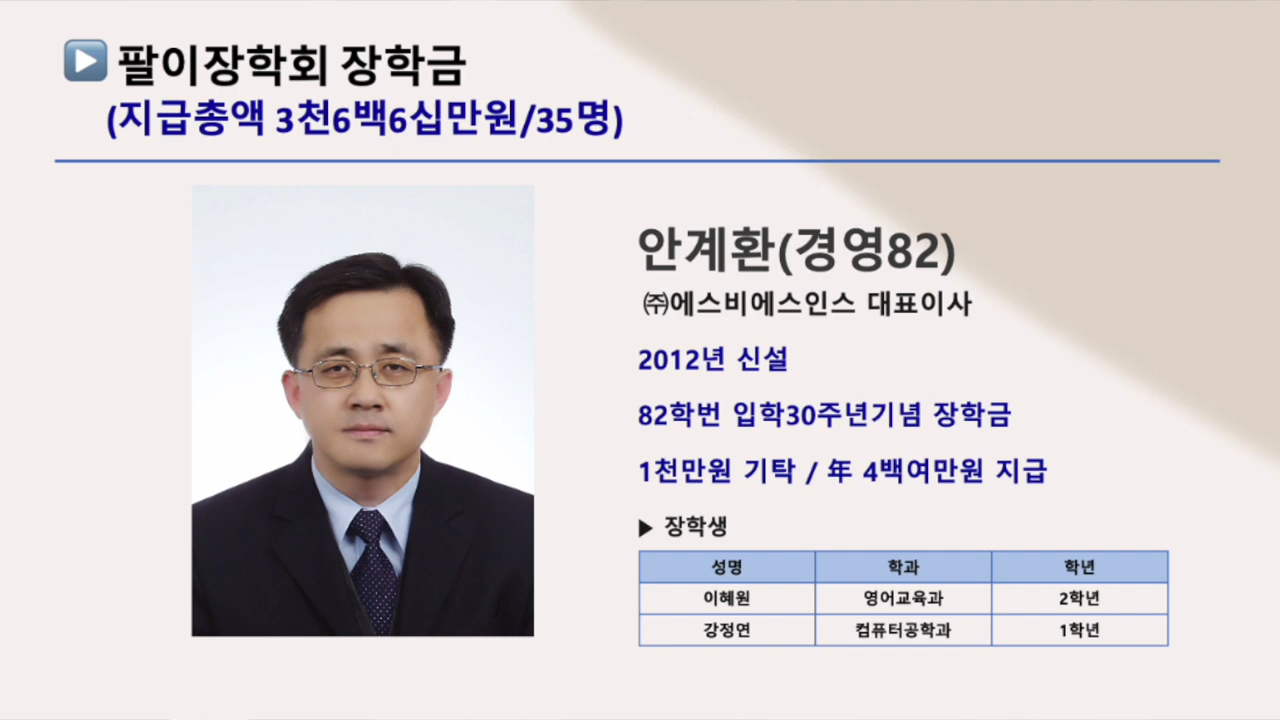 팔이장학회 장학금
(지급총액 3천6백6십만원/35명)
안계환(경영82)
㈜에스비에스인스 대표이사
2012년 신설
82학번 입학30주년기념 장학금
1천만원 기탁 / 年 4백여만원 지급
▶ 장학생
성명 학과 학년
이혜원 영어교육과 2학년
강정연 컴퓨터공학과 1학년